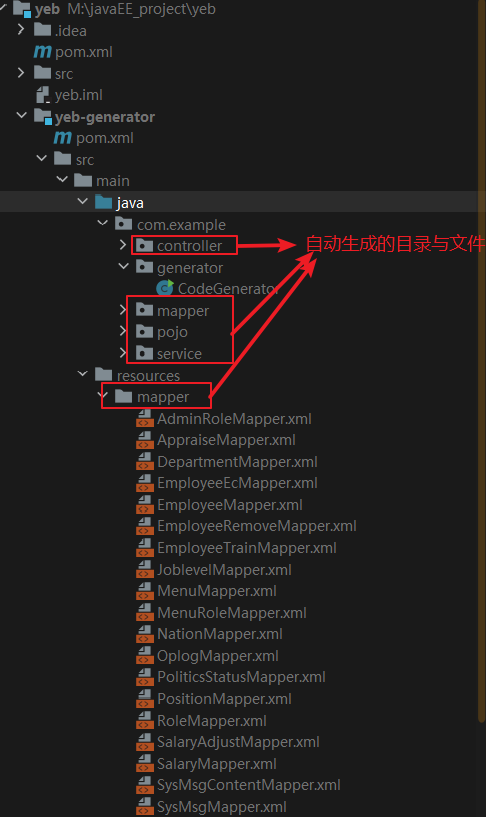 yeb M:\javaEE_project\yeb
.idea
pom.xml
src
yeb.iml
yeb-generator
pom.xml
src
main
java
com.example
controller 自动生成的目录与文件
generator
CodeGenerator
mapper
pojo
service
resources
mapper
AdminRoleMapper.xml
AppraiseMapper.xml
DepartmentMapper.xml
EmployeeEcMapper.xml
EmployeeMapper.xml
EmployeeRemoveMapper.xml
EmployeeTrainMapper.xml
JoblevelMapper.xml
MenuMapper.xml
MenuRoleMapper.xml
NationMapper.xml
OplogMapper.xml
PoliticsStatusMapper.xml
PositionMapper.xml
RoleMapper.xml
SalaryAdjustMapper.xml
SalaryMapper.xml
SysMsgContentMapper.xml
SysMsgMapper.xml